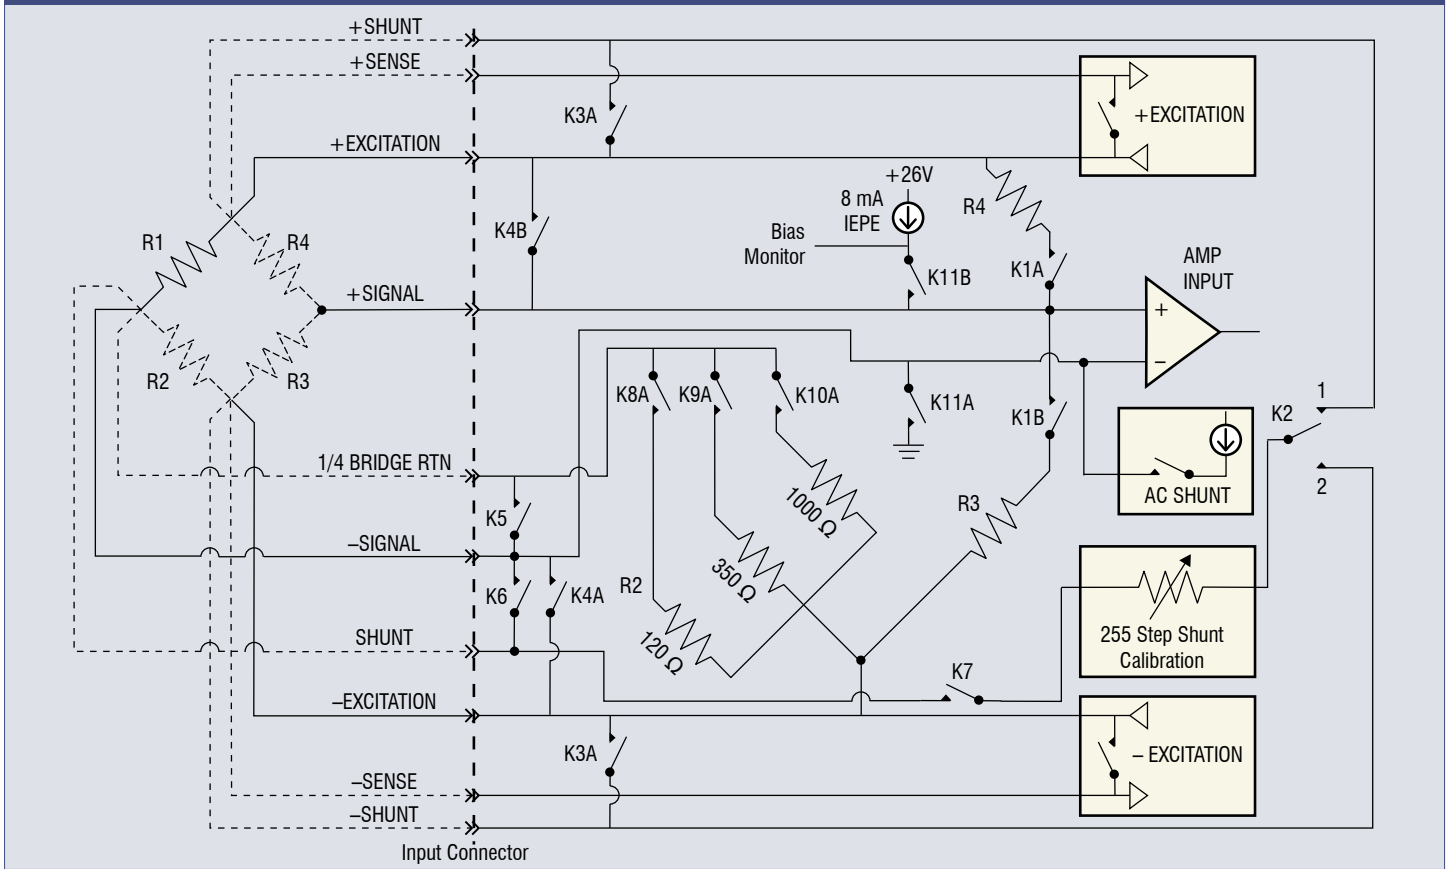 +SHUNT
+SENSE
K3A
+EXCITATION
+EXCITATION
+26V
8 mA
IEPE
R4
K4B
Bias
Monitor
R1
R4
K11B
K1A
AMP
INPUT
+SIGNAL
+
–
R2
R3
K8A
K9A
K10A
K11A
K1B
K2
1
1/4 BRIDGE RTN
1000 Ω
R3
AC SHUNT
2
K5
–SIGNAL
350 Ω
K6
K4A
R2
120 Ω
255 Step Shunt
Calibration
SHUNT
K7
–EXCITATION
K3A
– EXCITATION
–SENSE
–SHUNT
Input Connector